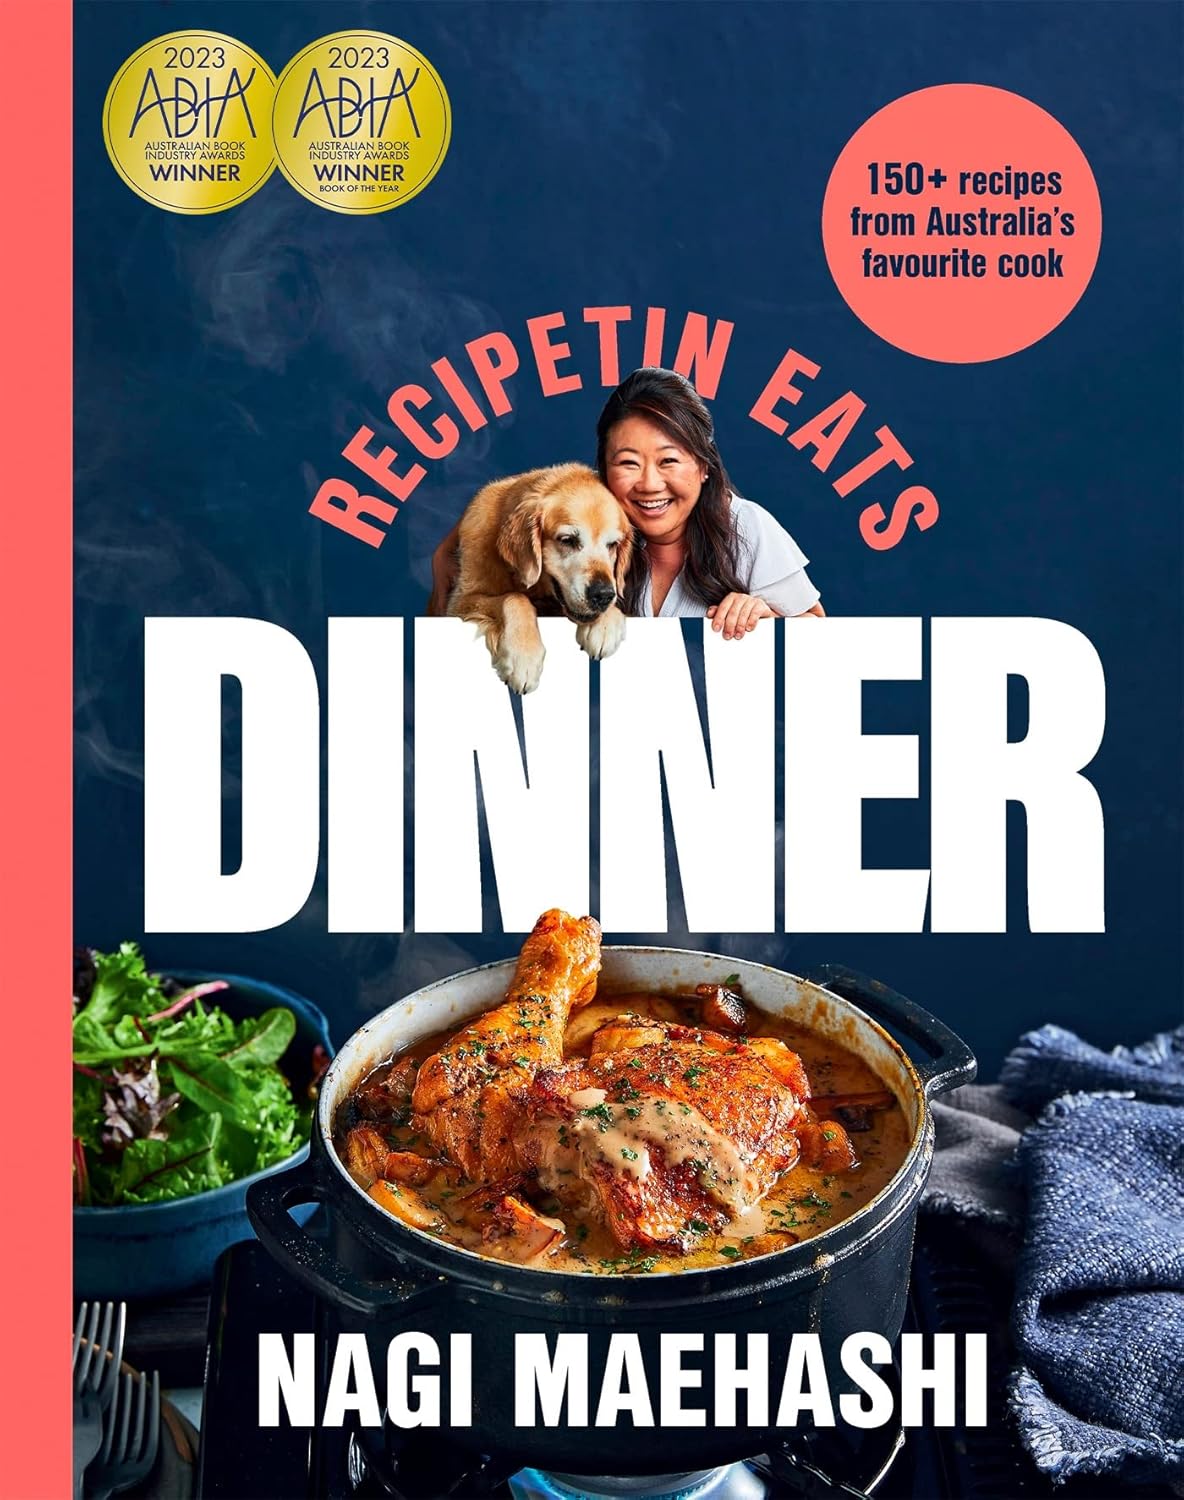 2023
ABIA
AUSTRALIAN BOOK
INDUSTRY AWARDS
WINNER
2023
ABIA
AUSTRALIAN BOOK
INDUSTRY AWARDS
WINNER
BOOK OF THE YEAR
150+ recipes
from Australia's
favourite cook
RECIPETIN EATS
DINNER
NAGI MAEHASHI